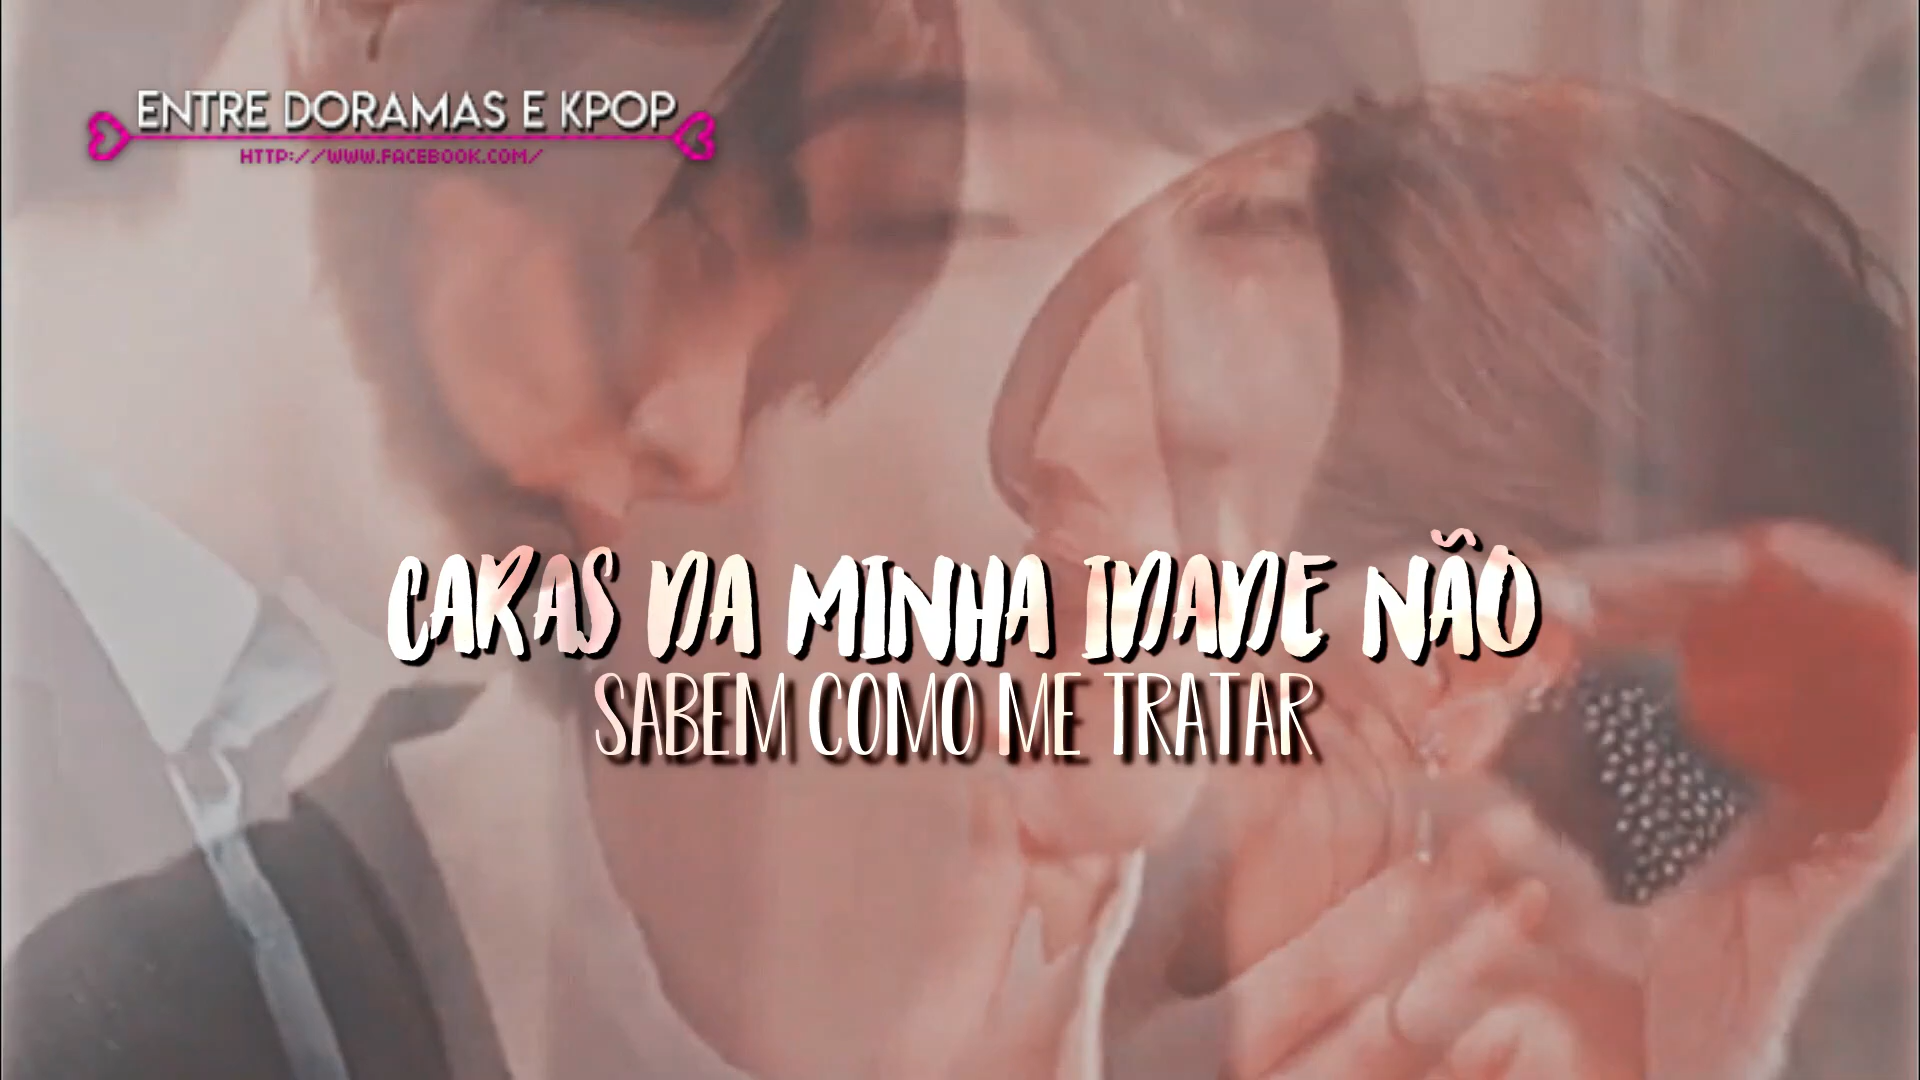 ENTRE DORAMAS E KPOP
HTTP://WWW.FACEBOOK.COM/
CARAS DA MINHA IDADE NÃO
SABEM COMO ME TRATAR